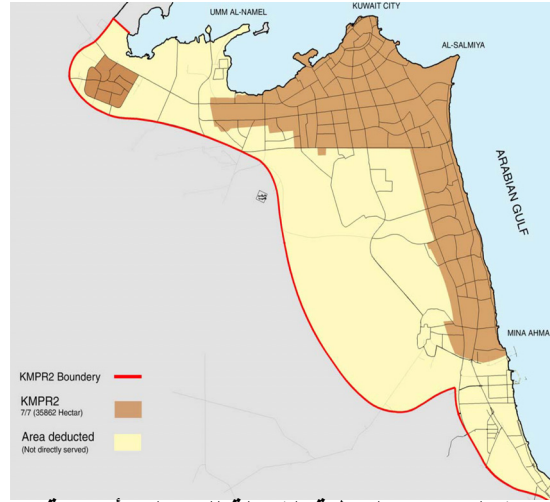 KUWAIT CITY
UMM AL-NAMEL
AL-SALMIYA
ARABIAN GULF
MINA AHMA
KMPR2 Boundery
KMPR2
7/7 (35862 Hectar)
Area deducted
(Not directly served)